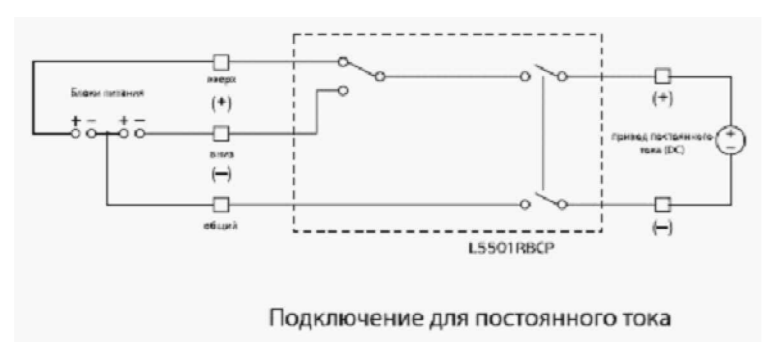 вверх
Блоки питания
(+)
(+)
+ - + -
Привод постоянного
тока (DC)
+
-
вниз
(-)
общий
(-)
L5501RBCP
Подключение для постоянного тока